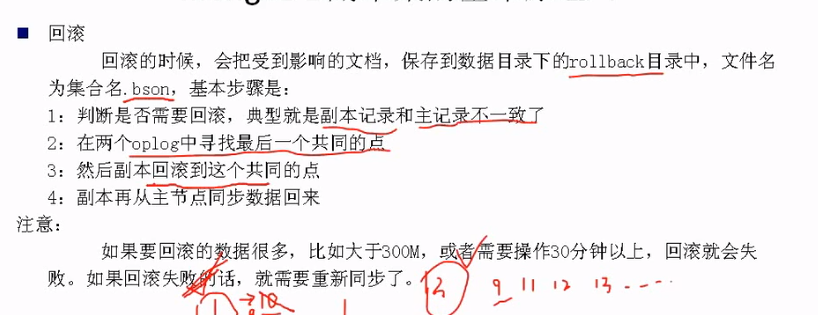 回滚
回滚的时候，会把受到影响的文档，保存到数据目录下的rollback目录中，文件名
为集合名.bson，基本步骤是：
1：判断是否需要回滚，典型就是副本记录和主记录不一致了
2：在两个oplog中寻找最后一个共同的点
3：然后副本回滚到这个共同的点
4：副本再从主节点同步数据回来
注意：
如果要回滚的数据很多，比如大于300M，或者需要操作30分钟以上，回滚就会失
败。如果回滚失败的话，就需要重新同步了。
9 11 12 13 ----